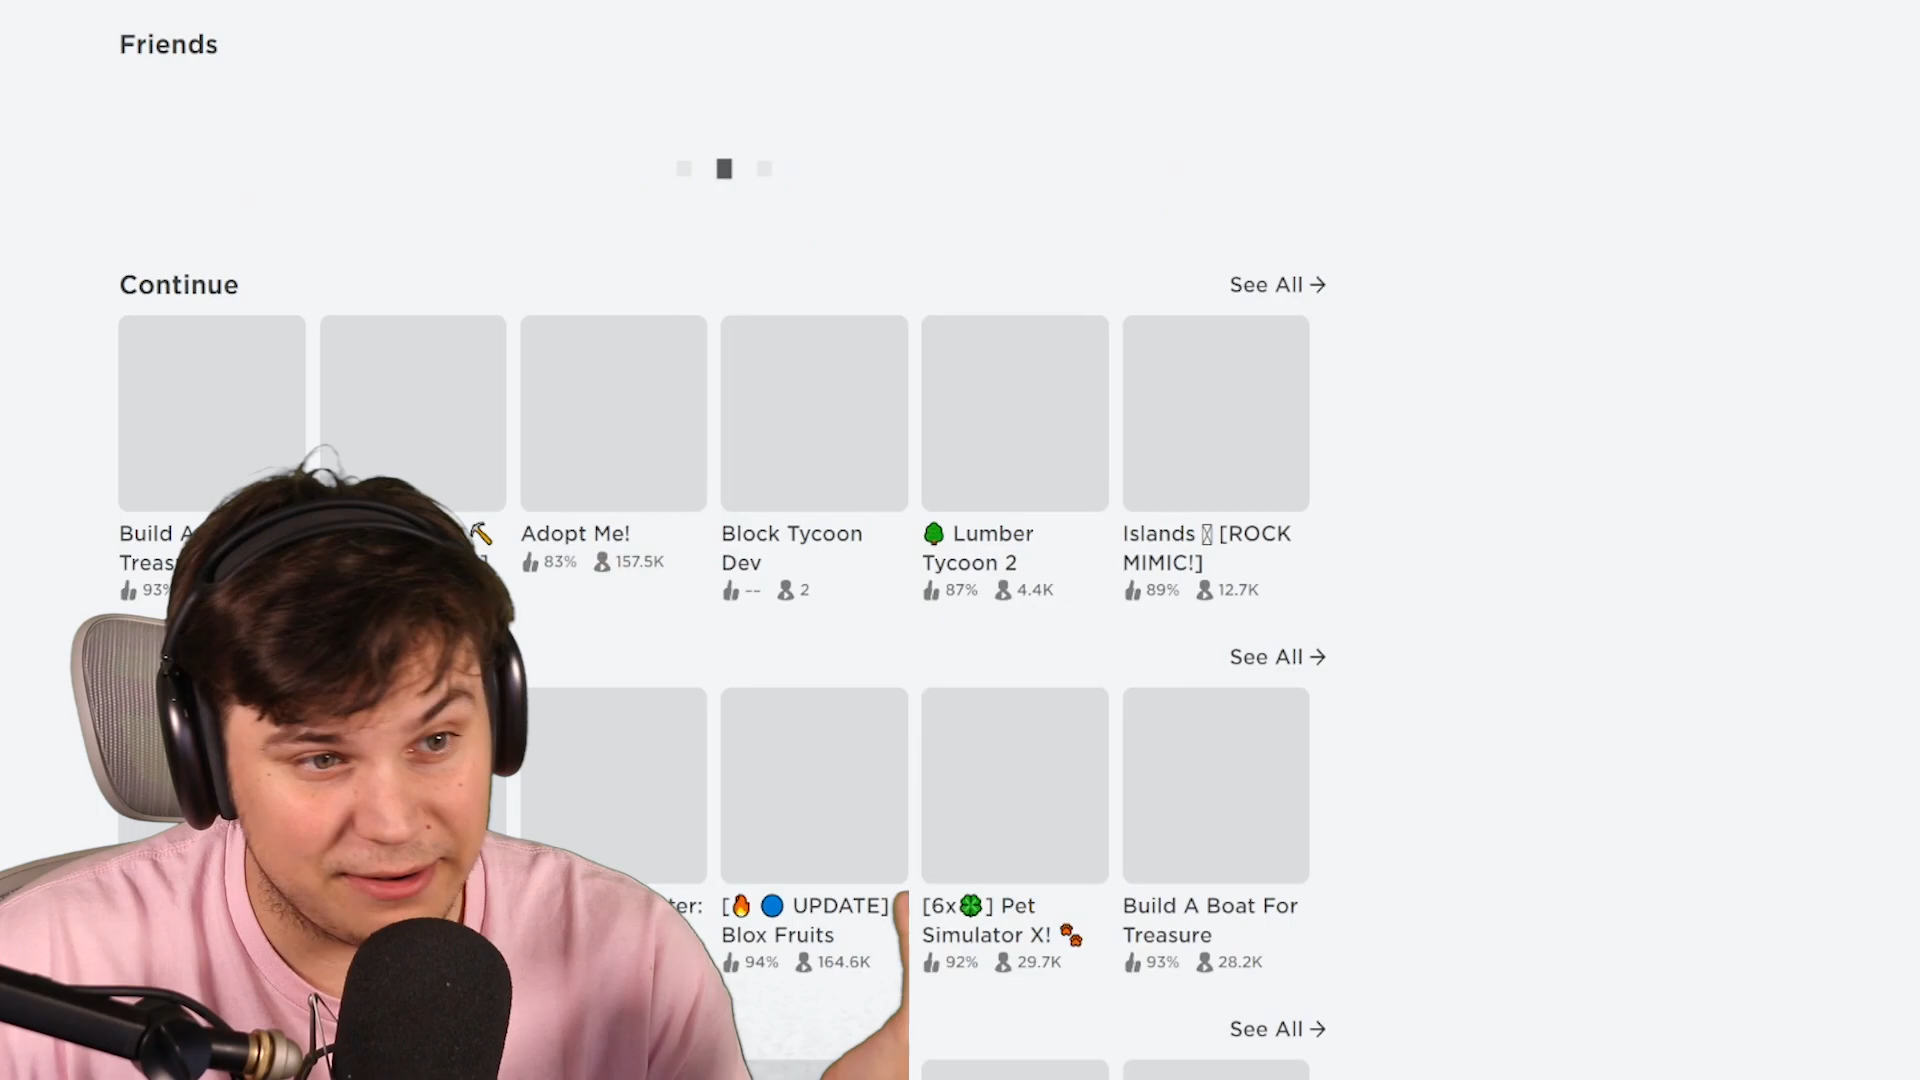 Friends
Continue
See All →
Build A
Treas
93%
🔨
]
Adopt Me!
83% 157.5K
Block Tycoon
Dev
-- 2
🌳 Lumber
Tycoon 2
87% 4.4K
Islands ▯ [ROCK
MIMIC!]
89% 12.7K
See All →
ter:
[🔥 🔵 UPDATE]
Blox Fruits
94% 164.6K
[6x🍀] Pet
Simulator X! 🐾
92% 29.7K
Build A Boat For
Treasure
93% 28.2K
See All →